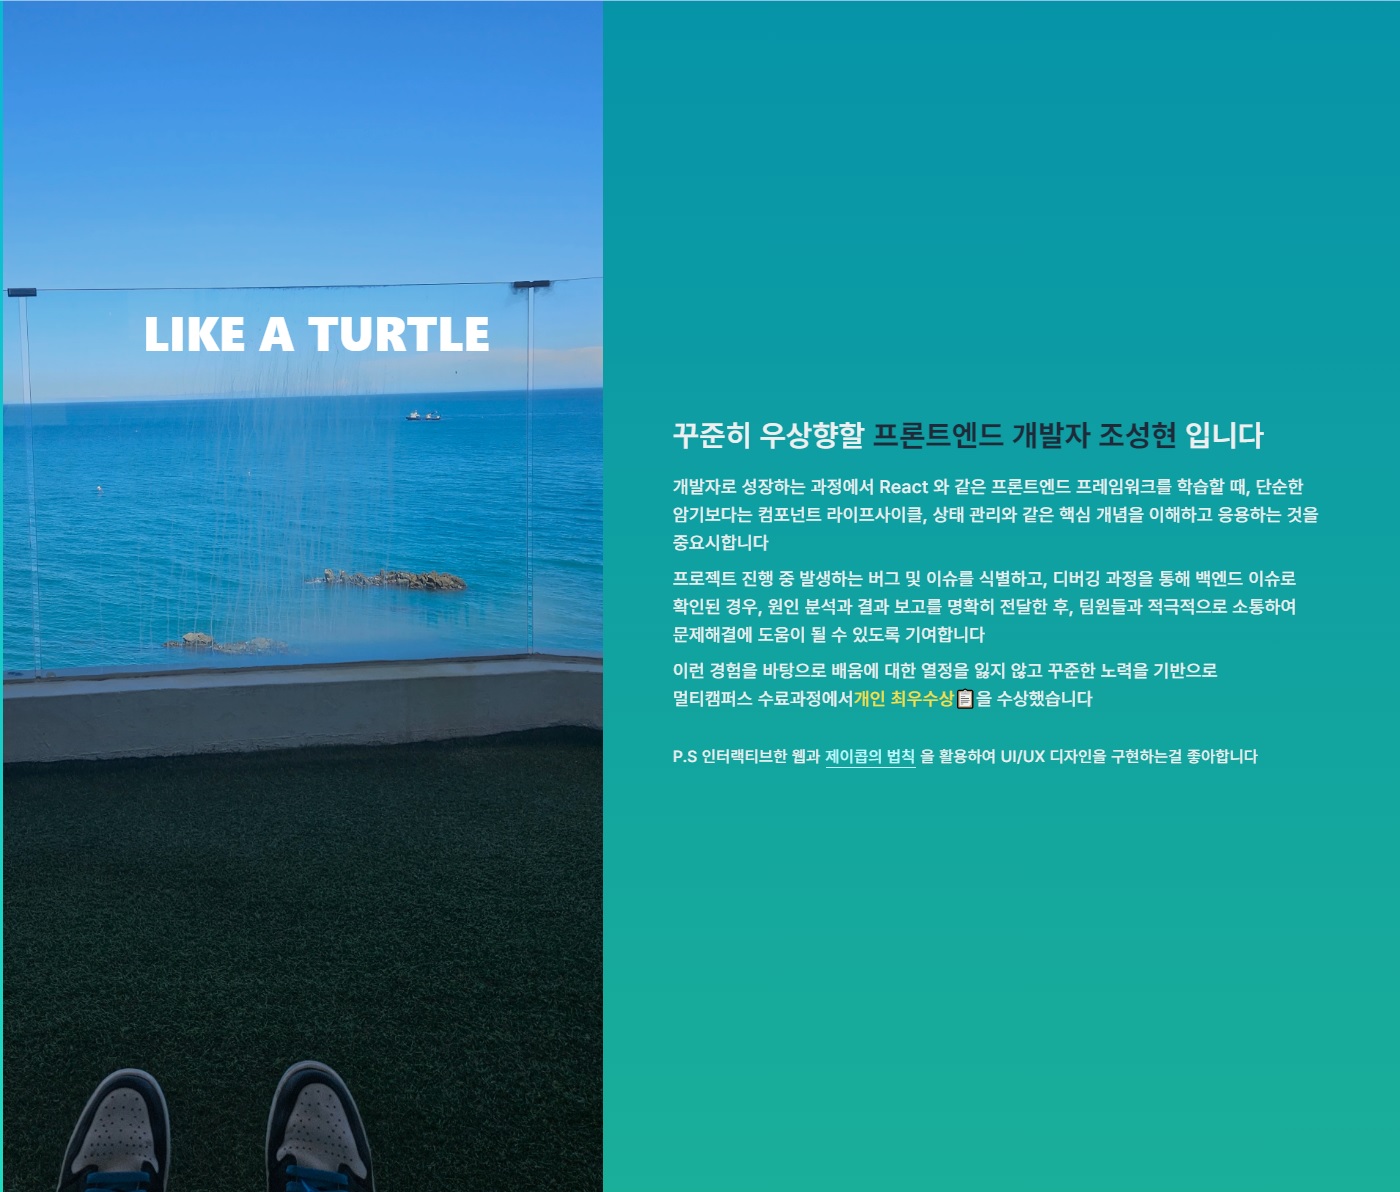 LIKE A TURTLE
꾸준히 우상향할 프론트엔드 개발자 조성현 입니다
개발자로 성장하는 과정에서 React 와 같은 프론트엔드 프레임워크를 학습할 때, 단순한
암기보다는 컴포넌트 라이프사이클, 상태 관리와 같은 핵심 개념을 이해하고 응용하는 것을
중요시합니다
프로젝트 진행 중 발생하는 버그 및 이슈를 식별하고, 디버깅 과정을 통해 백엔드 이슈로
확인된 경우, 원인 분석과 결과 보고를 명확히 전달한 후, 팀원들과 적극적으로 소통하여
문제해결에 도움이 될 수 있도록 기여합니다
이런 경험을 바탕으로 배움에 대한 열정을 잃지 않고 꾸준한 노력을 기반으로
멀티캠퍼스 수료과정에서개인 최우수상📋을 수상했습니다
P.S 인터랙티브한 웹과 제이콥의 법칙 을 활용하여 UI/UX 디자인을 구현하는걸 좋아합니다